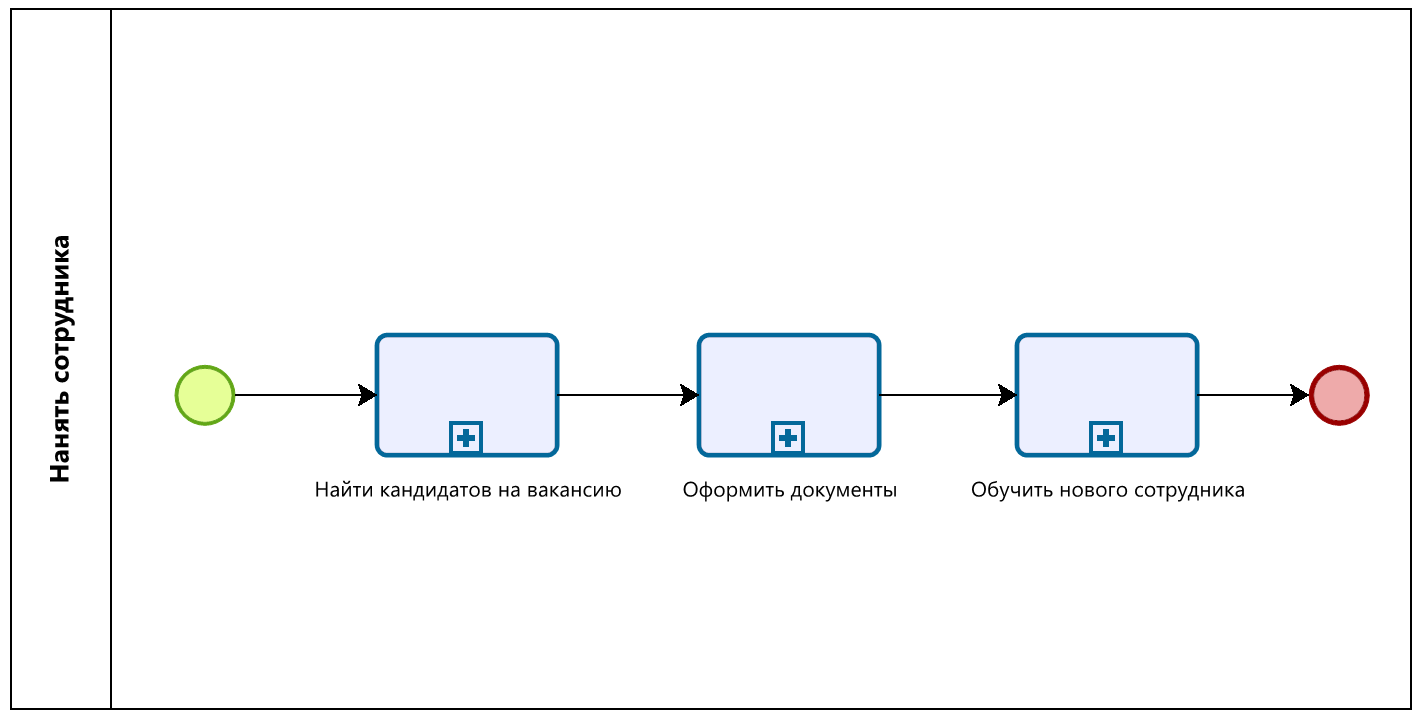 Нанять сотрудника
Найти кандидатов на вакансию
Оформить документы
Обучить нового сотрудника